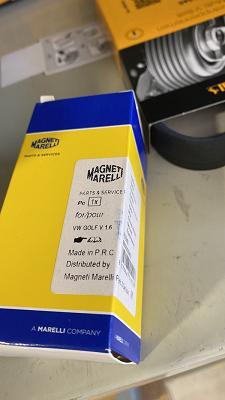 MAGNETI
MARELLI
PARTS & SERVICES
MAGNETI
MARELLI
PARTS & SERVICES
Pc 1X
for/pour
VW GOLF V 1.6
Made in P.R.C
Distributed by
Magneti Marelli
A MARELLI COMPANY